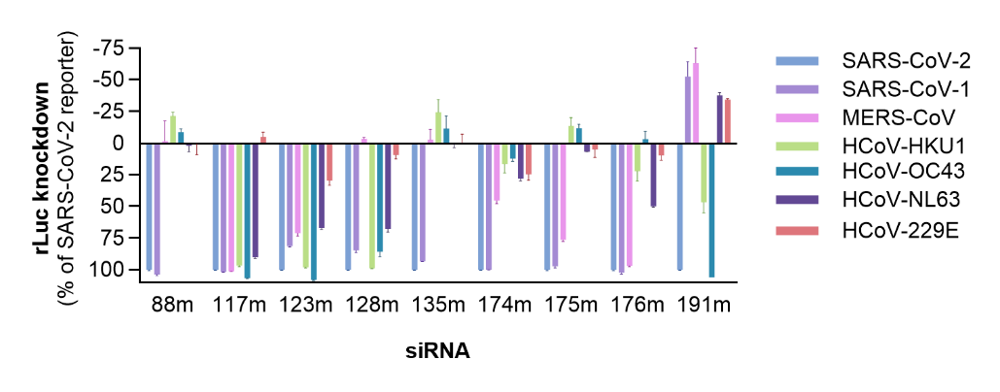 rLuc knockdown
(% of SARS-CoV-2 reporter)
-75
-50
-25
0
25
50
75
100
88m 117m 123m 128m 135m 174m 175m 176m 191m
siRNA
SARS-CoV-2
SARS-CoV-1
MERS-CoV
HCoV-HKU1
HCoV-OC43
HCoV-NL63
HCoV-229E